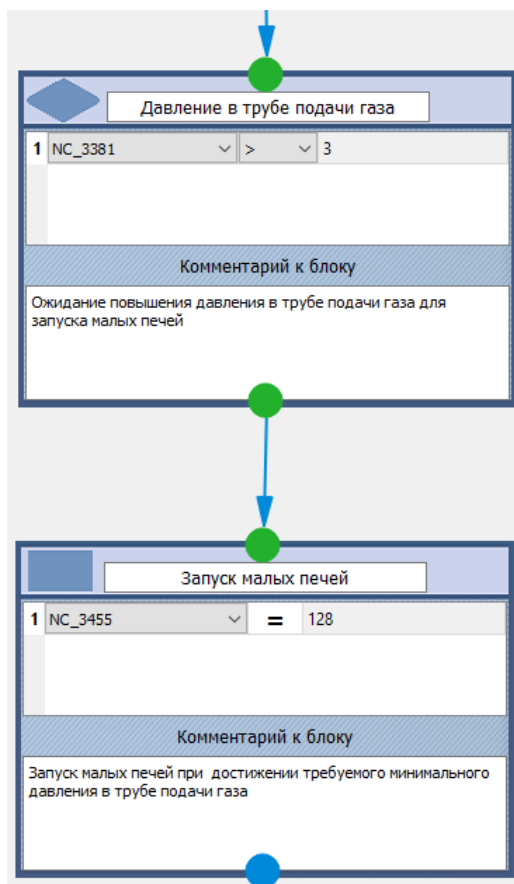 Давление в трубе подачи газа
1 NC_3381 > 3
Комментарий к блоку
Ожидание повышения давления в трубе подачи газа для
запуска малых печей
Запуск малых печей
1 NC_3455 = 128
Комментарий к блоку
Запуск малых печей при достижении требуемого минимального
давления в трубе подачи газа